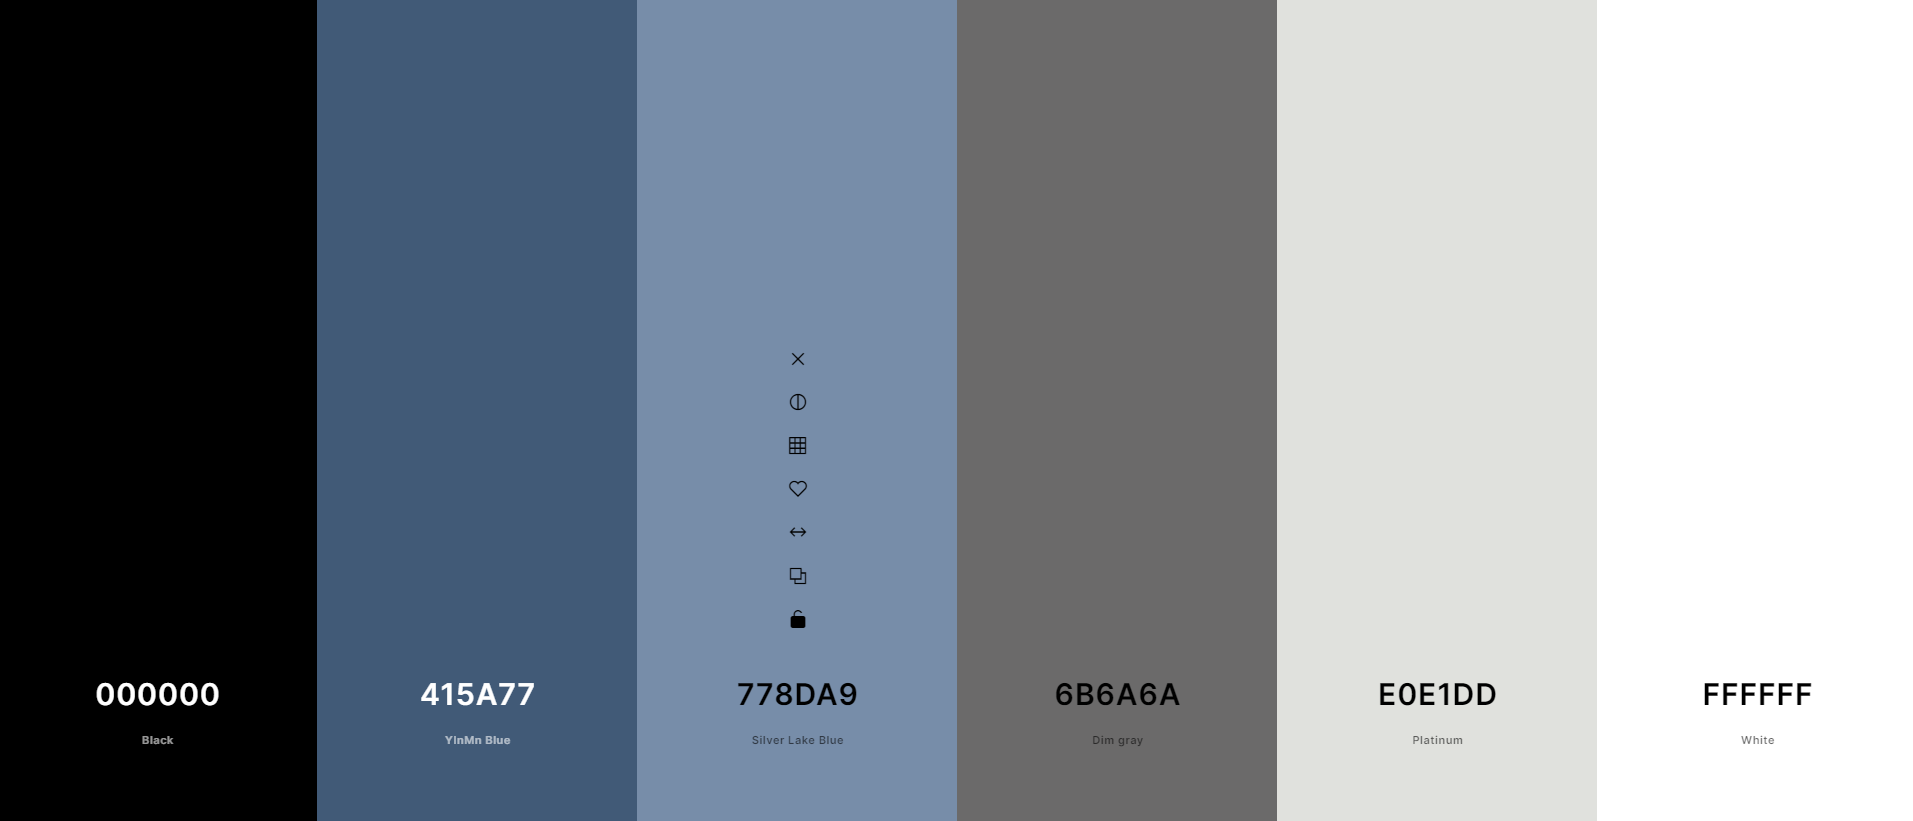 000000
Black
415A77
YInMn Blue
778DA9
Silver Lake Blue
6B6A6A
Dim gray
E0E1DD
Platinum
FFFFFF
White